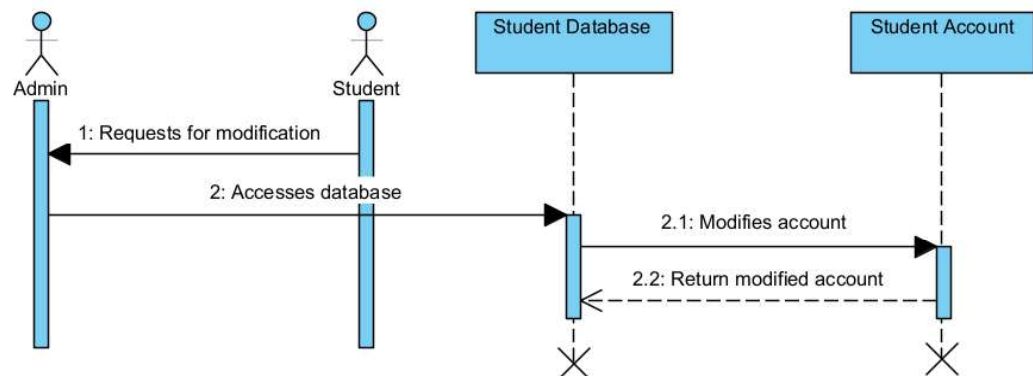 Student Database
Student Account
Admin
Student
1: Requests for modification
2: Accesses database
2.1: Modifies account
2.2: Return modified account